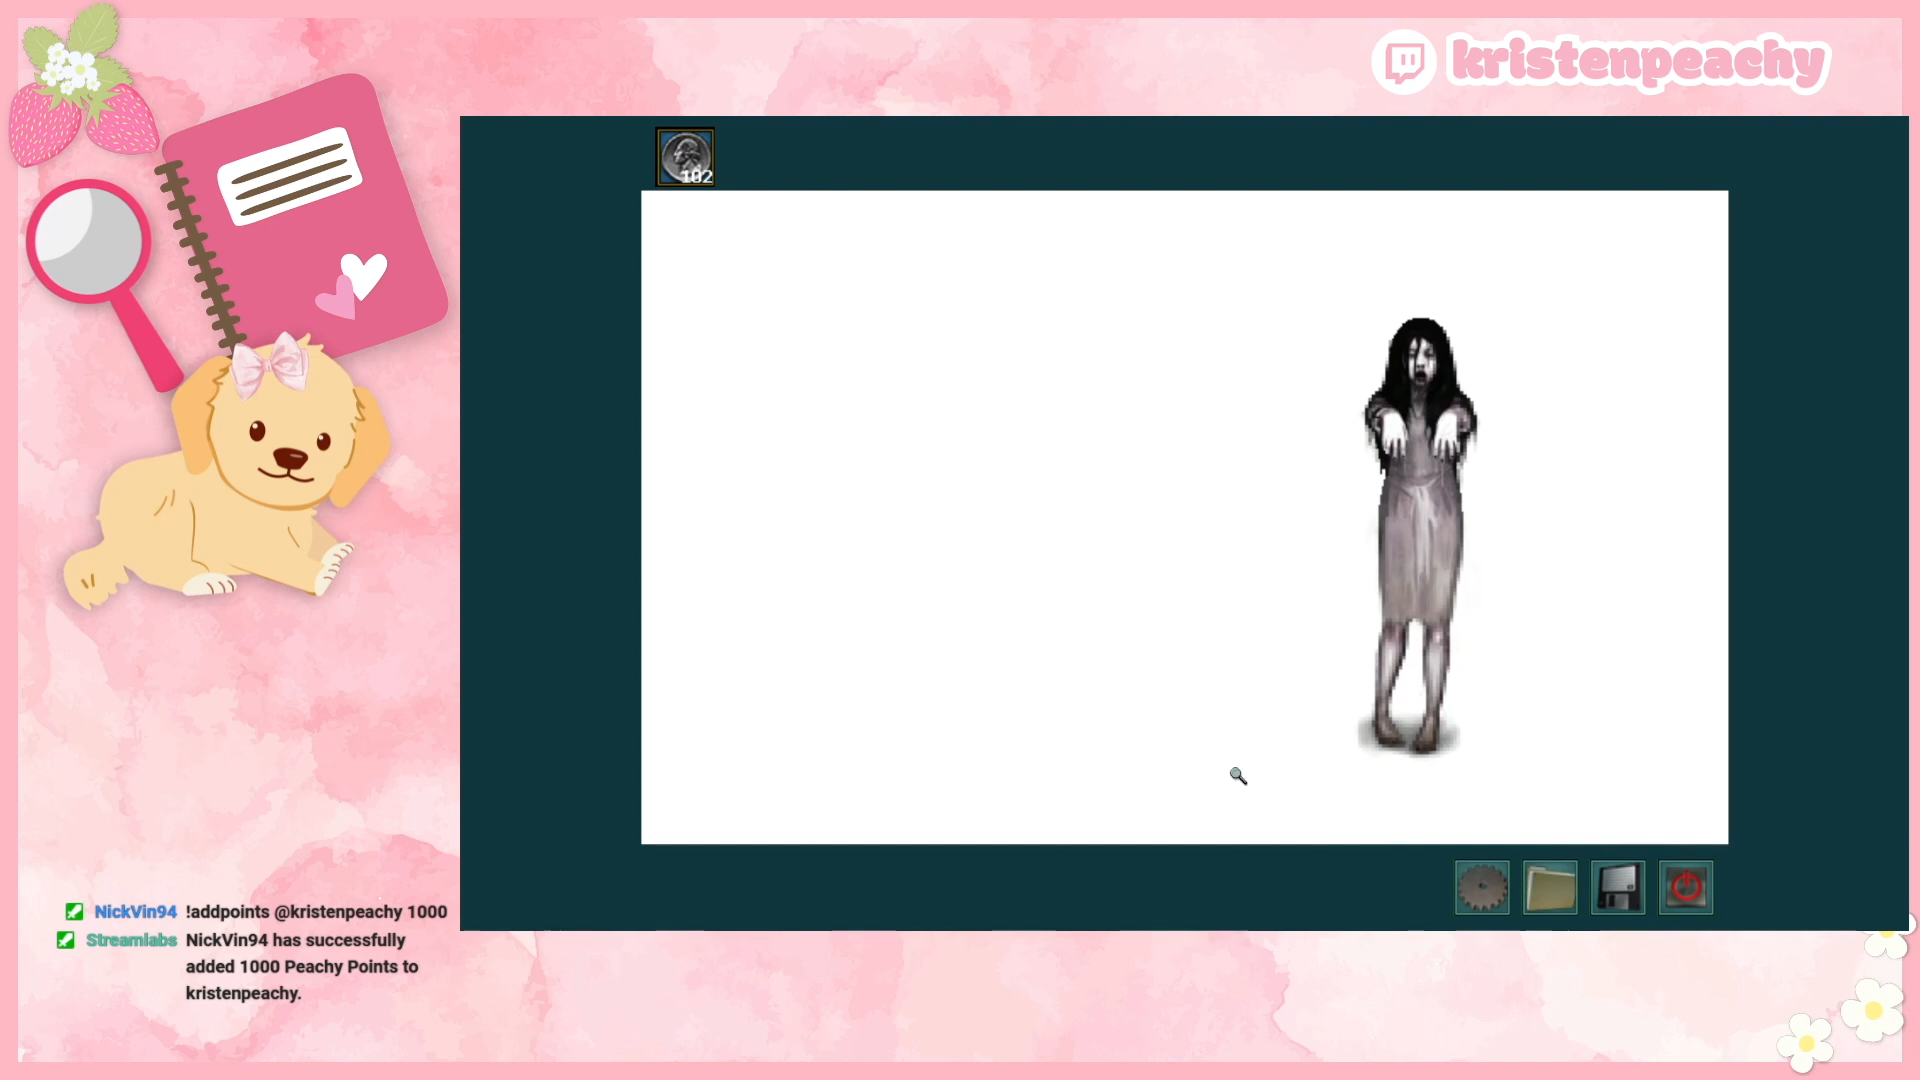 kristenpeachy
102
NickVin94 !addpoints @kristenpeachy 1000
Streamlabs NickVin94 has successfully
added 1000 Peachy Points to
kristenpeachy.